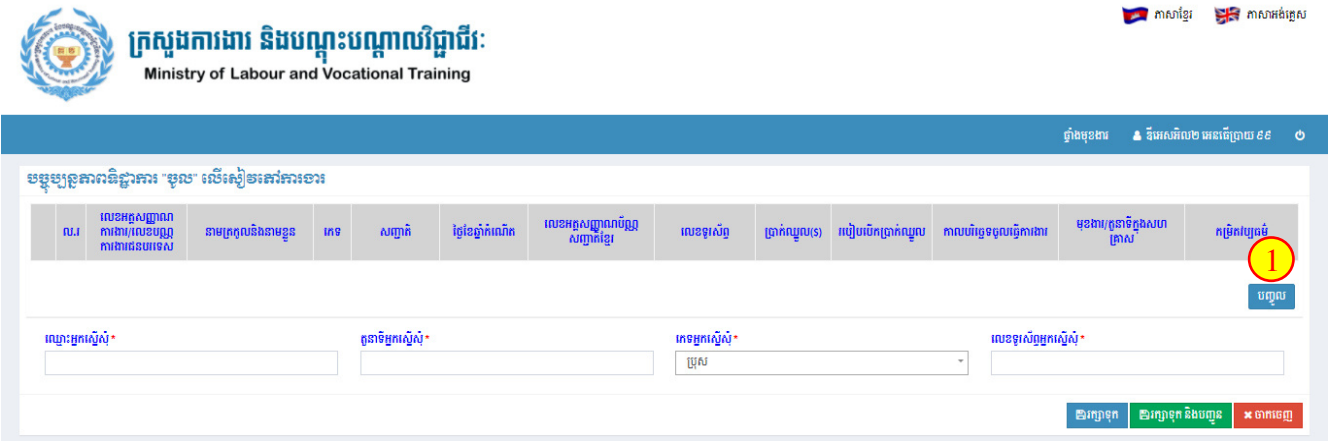 ភាសាខ្មែរ ភាសាអង់គ្លេស
ក្រសួងការងារ និងបណ្តុះបណ្តាលវិជ្ជាជីវៈ
Ministry of Labour and Vocational Training
ផ្ទាំងមុខងារ ឌីអេសអិល២ អេនធើប្រាយ ៩៩
បច្ចុប្បន្នភាពទិដ្ឋាការ "ចូល" លើសៀវភៅការងារ
ល.រ
លេខអត្តសញ្ញាណ
ការងារ/លេខបណ្ណ
ការងារជនបរទេស
នាមត្រកូលនិងនាមខ្លួន
ភេទ
សញ្ជាតិ
ថ្ងៃខែឆ្នាំកំណើត
លេខអត្តសញ្ញាណប័ណ្ណ
សញ្ជាតិខ្មែរ
លេខទូរស័ព្ទ
ប្រាក់ឈ្នួល($)
របៀបបើកប្រាក់ឈ្នួល
កាលបរិច្ឆេទចូលធ្វើការងារ
មុខងារ/តួនាទីក្នុងសហ
គ្រាស
កម្រិតវប្បធម៌
1
បញ្ចូល
ឈ្មោះអ្នកស្នើសុំ*
តួនាទីអ្នកស្នើសុំ*
ភេទអ្នកស្នើសុំ*
លេខទូរស័ព្ទអ្នកស្នើសុំ*
ប្រុស
រក្សាទុក រក្សាទុក និងបញ្ជូន ចាកចេញ